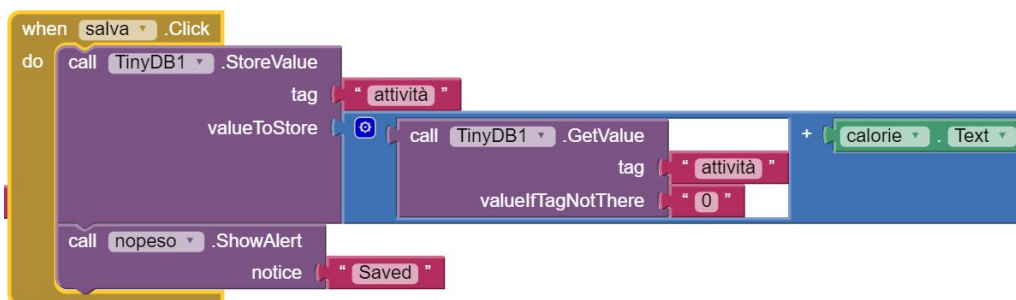 when salva .Click
do call TinyDB1 .StoreValue
tag " attività "
valueToStore call TinyDB1 .GetValue + calorie . Text
tag " attività "
valueIfTagNotThere " 0 "
call nopeso .ShowAlert
notice " Saved "